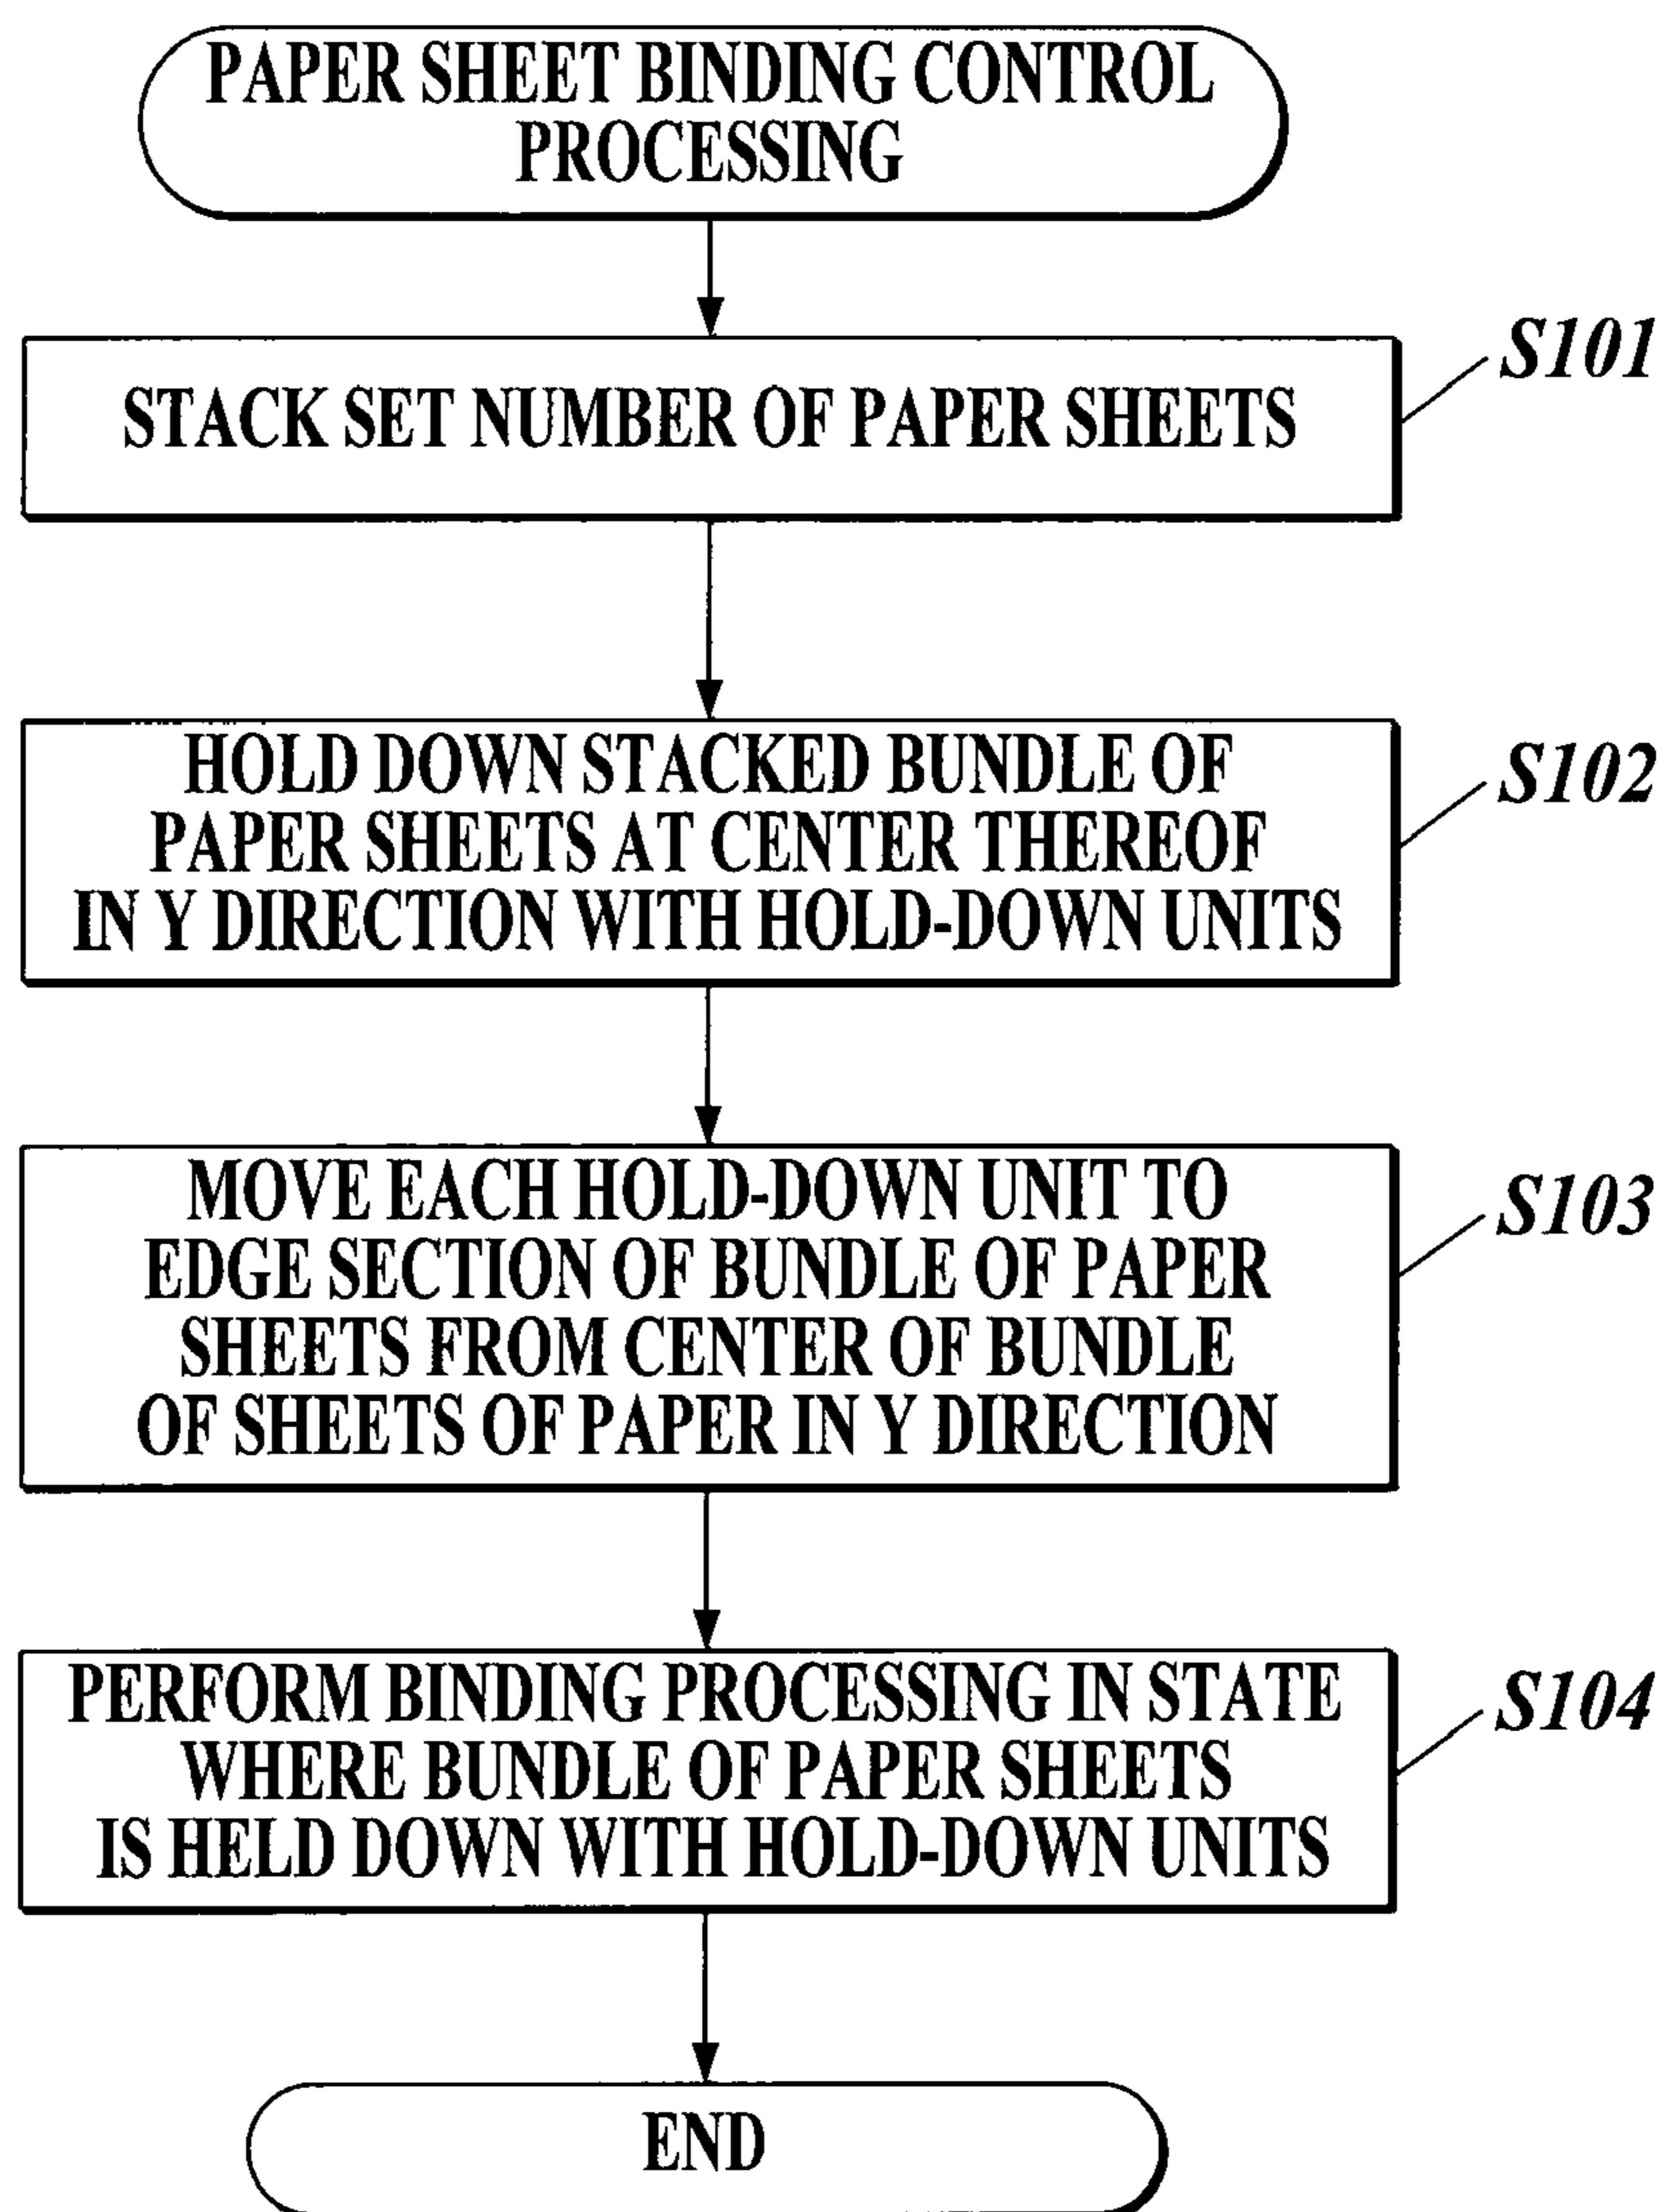 PAPER SHEET BINDING CONTROL
PROCESSING
S101
STACK SET NUMBER OF PAPER SHEETS
S102
HOLD DOWN STACKED BUNDLE OF
PAPER SHEETS AT CENTER THEREOF
IN Y DIRECTION WITH HOLD-DOWN UNITS
S103
MOVE EACH HOLD-DOWN UNIT TO
EDGE SECTION OF BUNDLE OF PAPER
SHEETS FROM CENTER OF BUNDLE
OF SHEETS OF PAPER IN Y DIRECTION
S104
PERFORM BINDING PROCESSING IN STATE
WHERE BUNDLE OF PAPER SHEETS
IS HELD DOWN WITH HOLD-DOWN UNITS
END